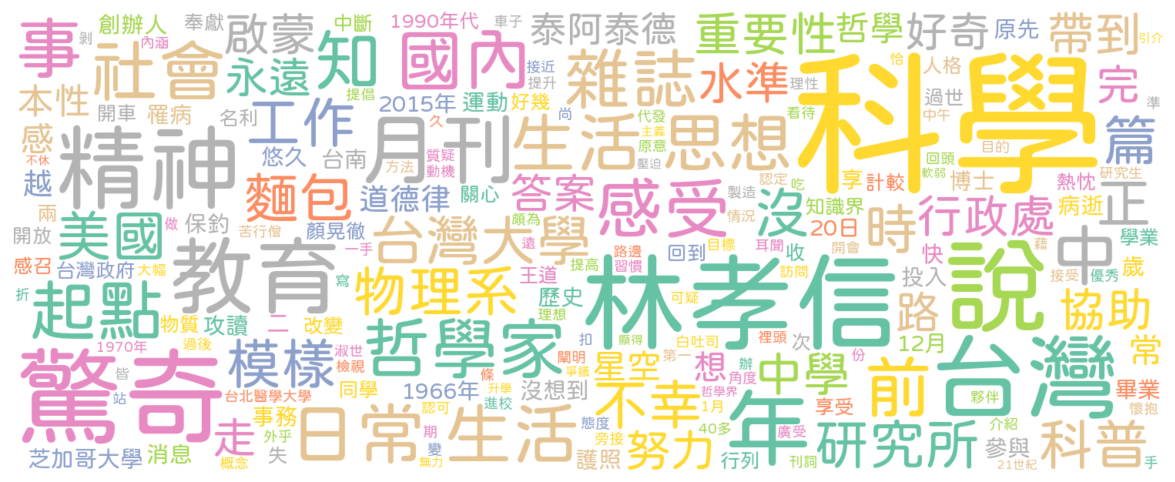 事
剝
創辦人
內涵
奉獻
啟蒙
中斷
1990年代
車子
泰阿泰德
重要性
哲學
好奇
原先
帶到
引介
社會
永遠
知
提倡
國內
接近
提升
雜誌
水準
理性
恰
人格
完
本性
開車
罹病
名利
工作
2015年
運動
好幾
尚
代發
主義
原意
看待
科學
過世
中午
準
感
不休
精神
悠久
台南
久
方法
月刊
質疑
動機
生活
壓迫
思想
目的
回頭
軟弱
研究生
篇
越
兩
麵包
道德律
關心
答案
感受
製造
認定
吃
沒
知識界
享
計較
博士
熱忱
病逝
正
美國
做
保釣
苦行僧
顏晃徹
一手
頗為
遠
台灣大學
情況
20日
開會
時
行政處
快
學業
開放
感召
台灣政府
大幅
教育
寫
物理系
王道
提高
路邊
習慣
回到
目標
耳聞
收
訪問
投入
藉
接受
優秀
中
歲
折
起點
物質
過後
攻讀
二
改變
歷史
理想
林孝信
可疑
路
說
協助
1970年
驚奇
皆
站
模樣
淑世
檢視
哲學家
闡明
爭議
扣
顯得
白吐司
第一
裡頭
次
12月
台灣
常
台北醫學大學
同學
1966年
條
升學
進校
沒想到
星空
不幸
想
哲學界
辦
角度
中學
份
享受
前
夥伴
畢業
懷抱
走
事務
外乎
概念
失
日常生活
認可
期
變
無力
態度
旁接
護照
努力
1月
40多
行列
年
廣受
刊詞
研究所
介紹
參與
21世紀
科普
手
芝加哥大學
消息